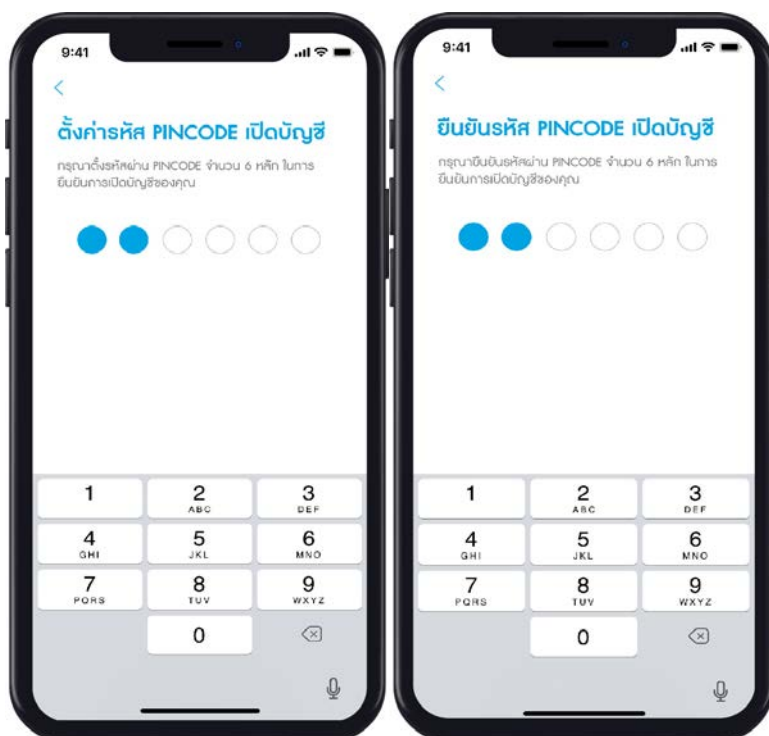 9:41
ตั้งค่ารหัส PINCODE เปิดบัญชี
กรุณาตั้งรหัสผ่าน PINCODE จำนวน 6 หลัก ในการ
ยืนยันการเปิดบัญชีของคุณ
1
2
ABC
3
DEF
4
GHI
5
JKL
6
MNO
7
PQRS
8
TUV
9
WXYZ
0
9:41
ยืนยันรหัส PINCODE เปิดบัญชี
กรุณายืนยันรหัสผ่าน PINCODE จำนวน 6 หลัก ในการ
ยืนยันการเปิดบัญชีของคุณ
1
2
ABC
3
DEF
4
GHI
5
JKL
6
MNO
7
PQRS
8
TUV
9
WXYZ
0